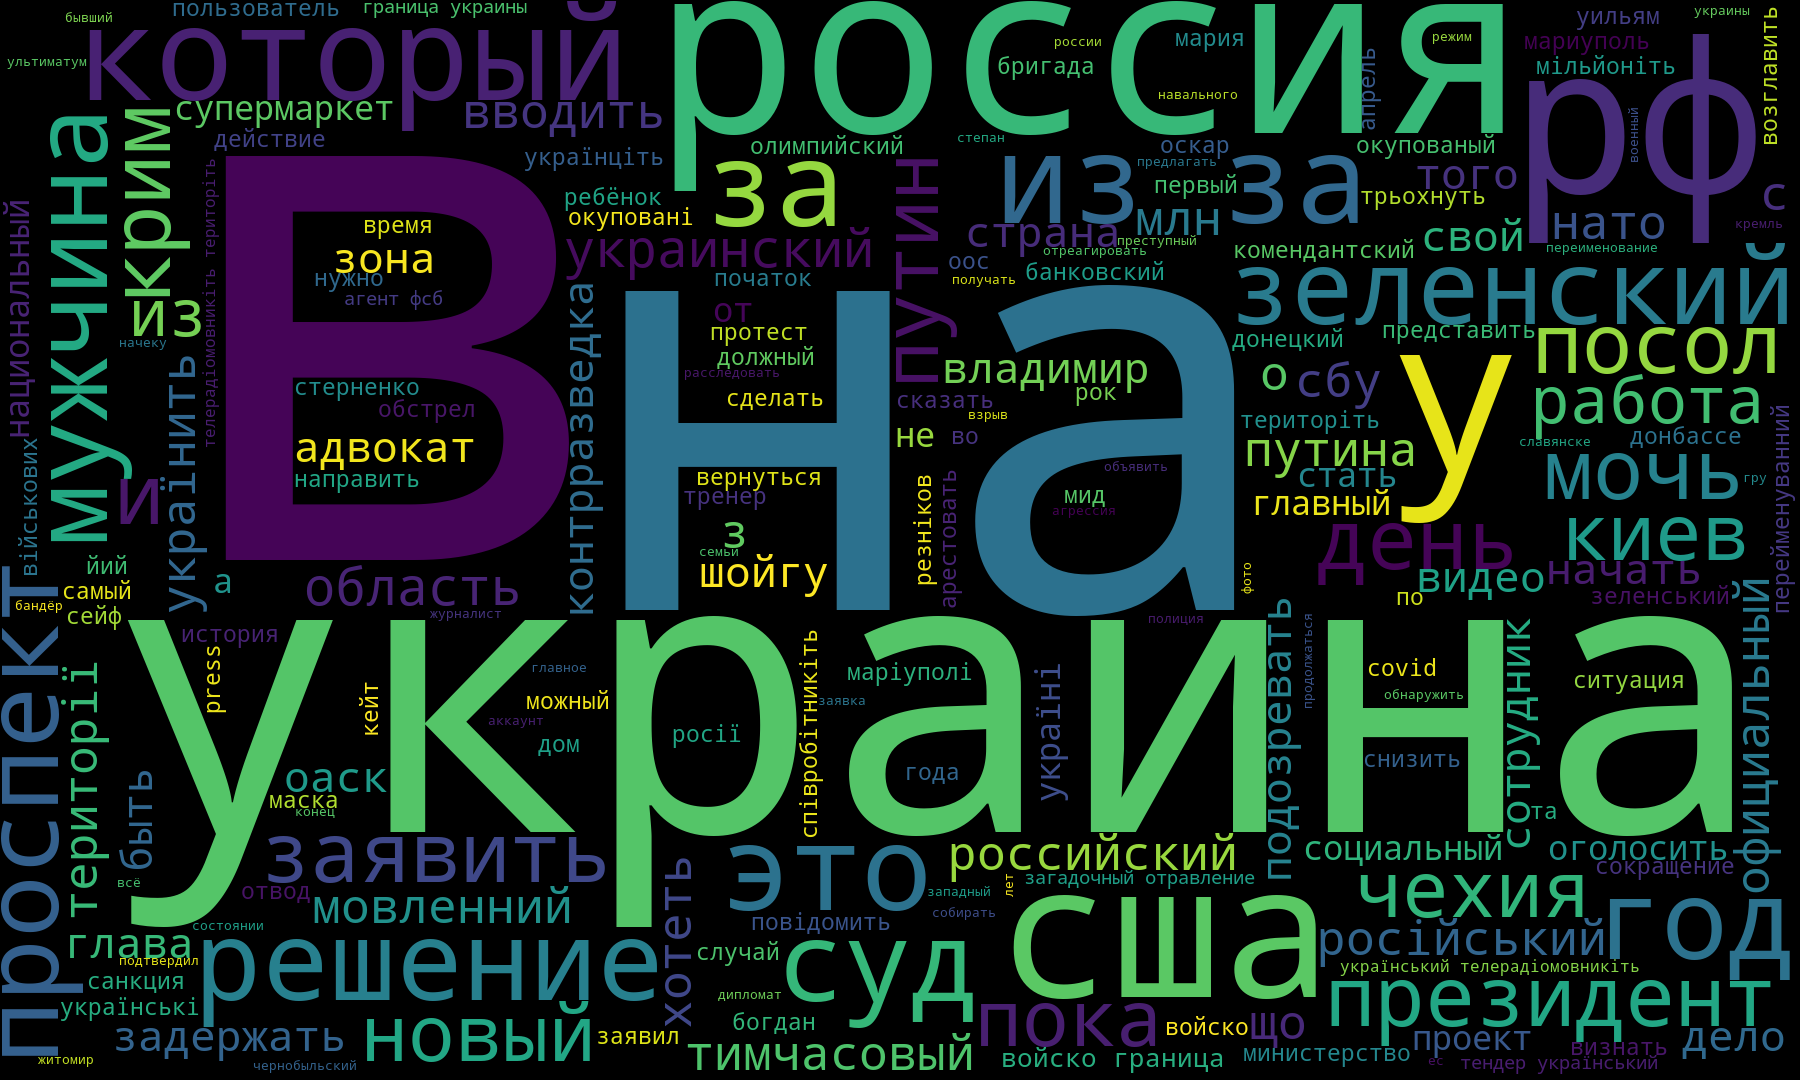 бывший
пользователь
граница украины
который
россия
россии
мария
режим
уильям
украины
ультиматум
бригада
мариуполь
мільйоніть
возглавить
рф
апрель
навального
супермаркет
вводить
мужчина
крим
действие
українціть
олимпийский
степан
оскар
предлагать
окупованый
военный
за
из
за
первый
того
с
ребёнок
окуповані
путин
млн
трьохнуть
нато
кремль
национальный
телерадіомовникіть територіть
В
время
зона
нужно
агент фсб
украинский
страна
преступный
отреагировать
комендантский
свой
переименование
оос
банковский
получать
зеленский
из
начеку
початок
от
протест
должный
расследовать
сделать
на
контрразведка
владимир
рок
сказать
взрыв
донецкий
представить
посол
у
о
сбу
работа
українить
стерненко
обстрел
адвокат
направить
не
во
територіть
путина
славянске
донбассе
військових
и
вернуться
тренер
объявить
мид
агрессия
стать
главный
мочь
гру
перейменуванний
з
семьи
шойгу
резніков
арестовать
день
киев
йий
самый
бандёр
сейф
а
область
журналист
фото
видео
начать
по
зеленський
полиция
проспект
история
украина
press
кейт
главное
можный
аккаунт
дом
росії
співробітникіть
маріуполі
заявка
года
україні
продолжаться
covid
обнаружить
снизить
ситуация
території
быть
оаск
маска
конец
подозревать
сотрудник
та
официальный
заявить
это
российский
социальный
оголосить
сокращение
всё
отвод
мовленний
хотеть
западный
лет
загадочный отравление
собирать
чехия
состоянии
повідомить
сша
год
глава
подтвердил
решение
случай
суд
російський
український телерадіомовникіть
санкция
українські
дипломат
богдан
президент
задержать
новый
заявил
пока
войско
що
проект
дело
житомир
чернобыльский
тимчасовый
войско граница
министерство
ес
визнать
тендер український